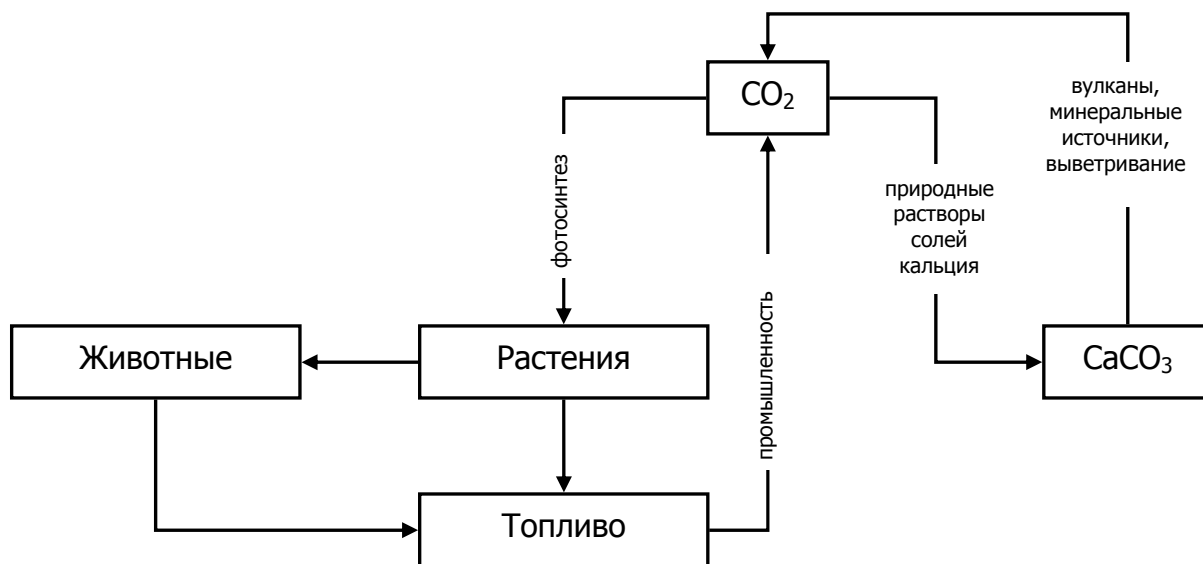 CO₂
вулканы,
минеральные
источники,
выветривание
фотосинтез
природные
растворы
солей
кальция
промышленность
Животные
Растения
CaCO₃
Топливо